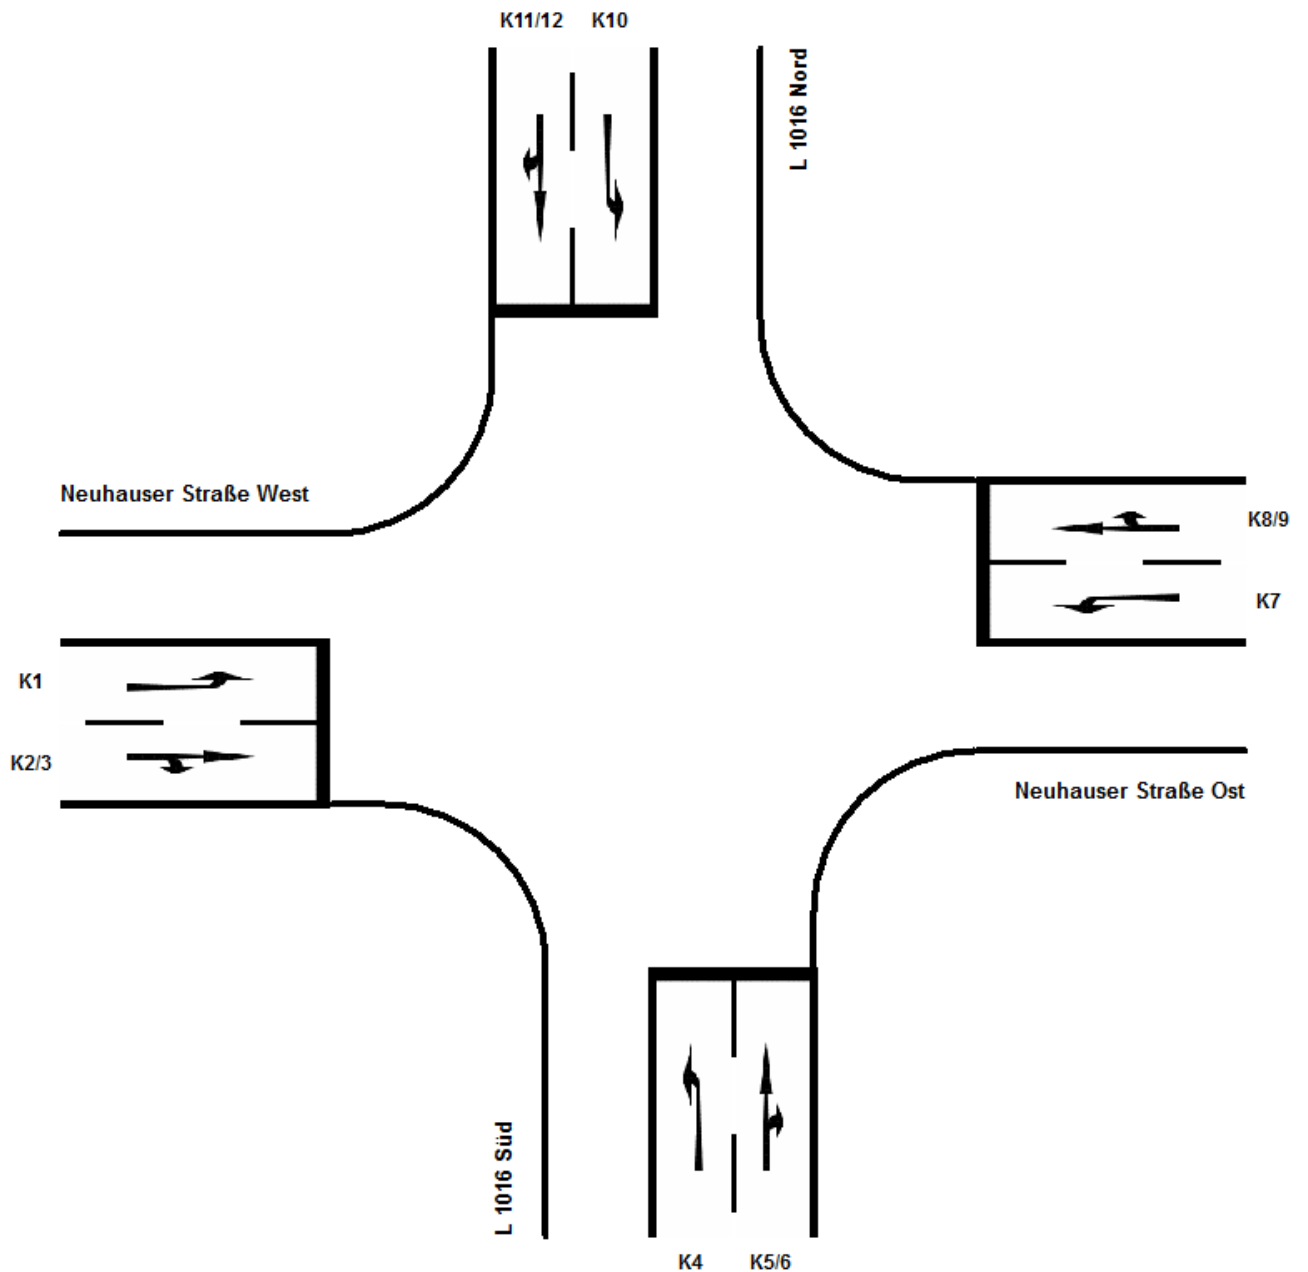 K11/12 K10
L 1016 Nord
Neuhauser Straße West
K8/9
K7
K1
K2/3
Neuhauser Straße Ost
L 1016 Süd
K4 K5/6